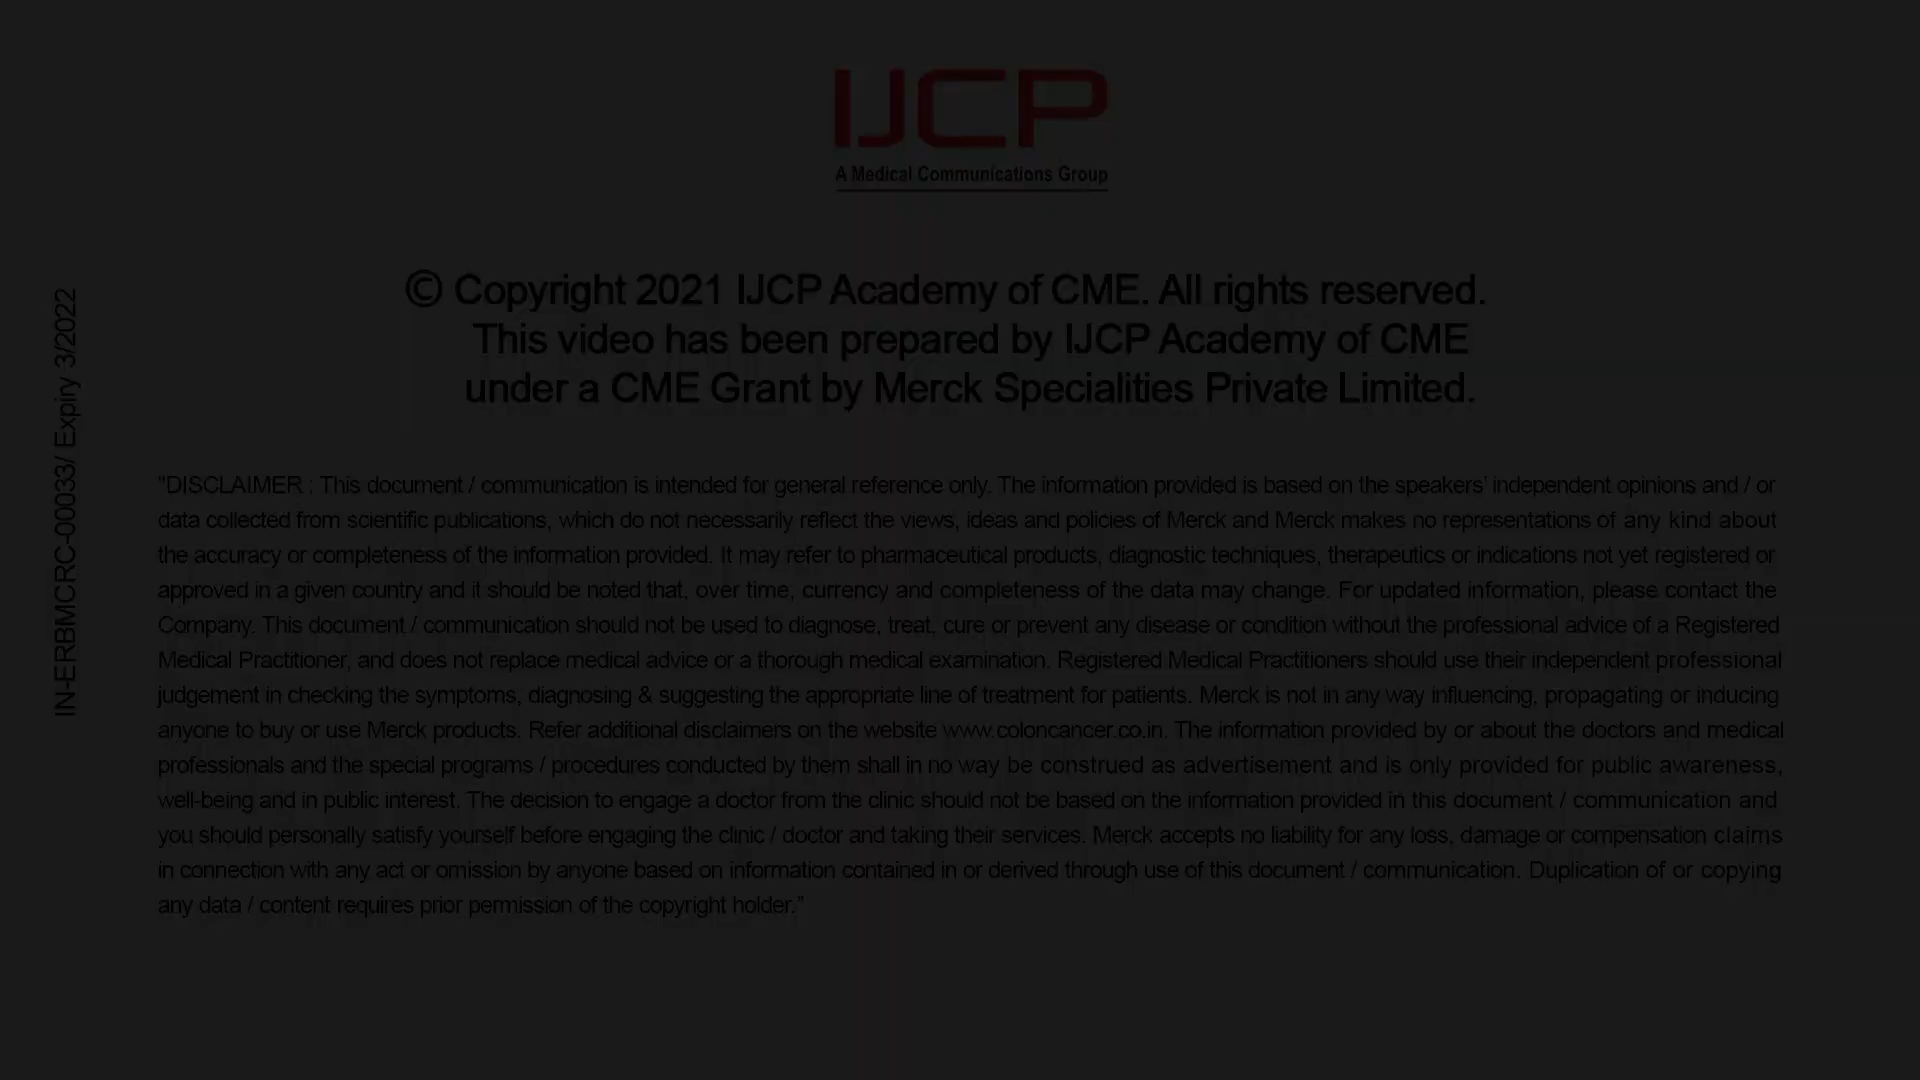 IJCP
A Medical Communications Group
© Copyright 2021 IJCP Academy of CME. All rights reserved.
This video has been prepared by IJCP Academy of CME
under a CME Grant by Merck Specialities Private Limited.
IN-ERBMCRC-00033/ Expiry 3/2022
"DISCLAIMER : This document / communication is intended for general reference only. The information provided is based on the speakers' independent opinions and / or
data collected from scientific publications, which do not necessarily reflect the views, ideas and policies of Merck and Merck makes no representations of any kind about
the accuracy or completeness of the information provided. It may refer to pharmaceutical products, diagnostic techniques, therapeutics or indications not yet registered or
approved in a given country and it should be noted that, over time, currency and completeness of the data may change. For updated information, please contact the
Company. This document / communication should not be used to diagnose, treat, cure or prevent any disease or condition without the professional advice of a Registered
Medical Practitioner, and does not replace medical advice or a thorough medical examination. Registered Medical Practitioners should use their independent professional
judgement in checking the symptoms, diagnosing & suggesting the appropriate line of treatment for patients. Merck is not in any way influencing, propagating or inducing
anyone to buy or use Merck products. Refer additional disclaimers on the website www.coloncancer.co.in. The information provided by or about the doctors and medical
professionals and the special programs / procedures conducted by them shall in no way be construed as advertisement and is only provided for public awareness,
well-being and in public interest. The decision to engage a doctor from the clinic should not be based on the information provided in this document / communication and
you should personally satisfy yourself before engaging the clinic / doctor and taking their services. Merck accepts no liability for any loss, damage or compensation claims
in connection with any act or omission by anyone based on information contained in or derived through use of this document / communication. Duplication of or copying
any data / content requires prior permission of the copyright holder."